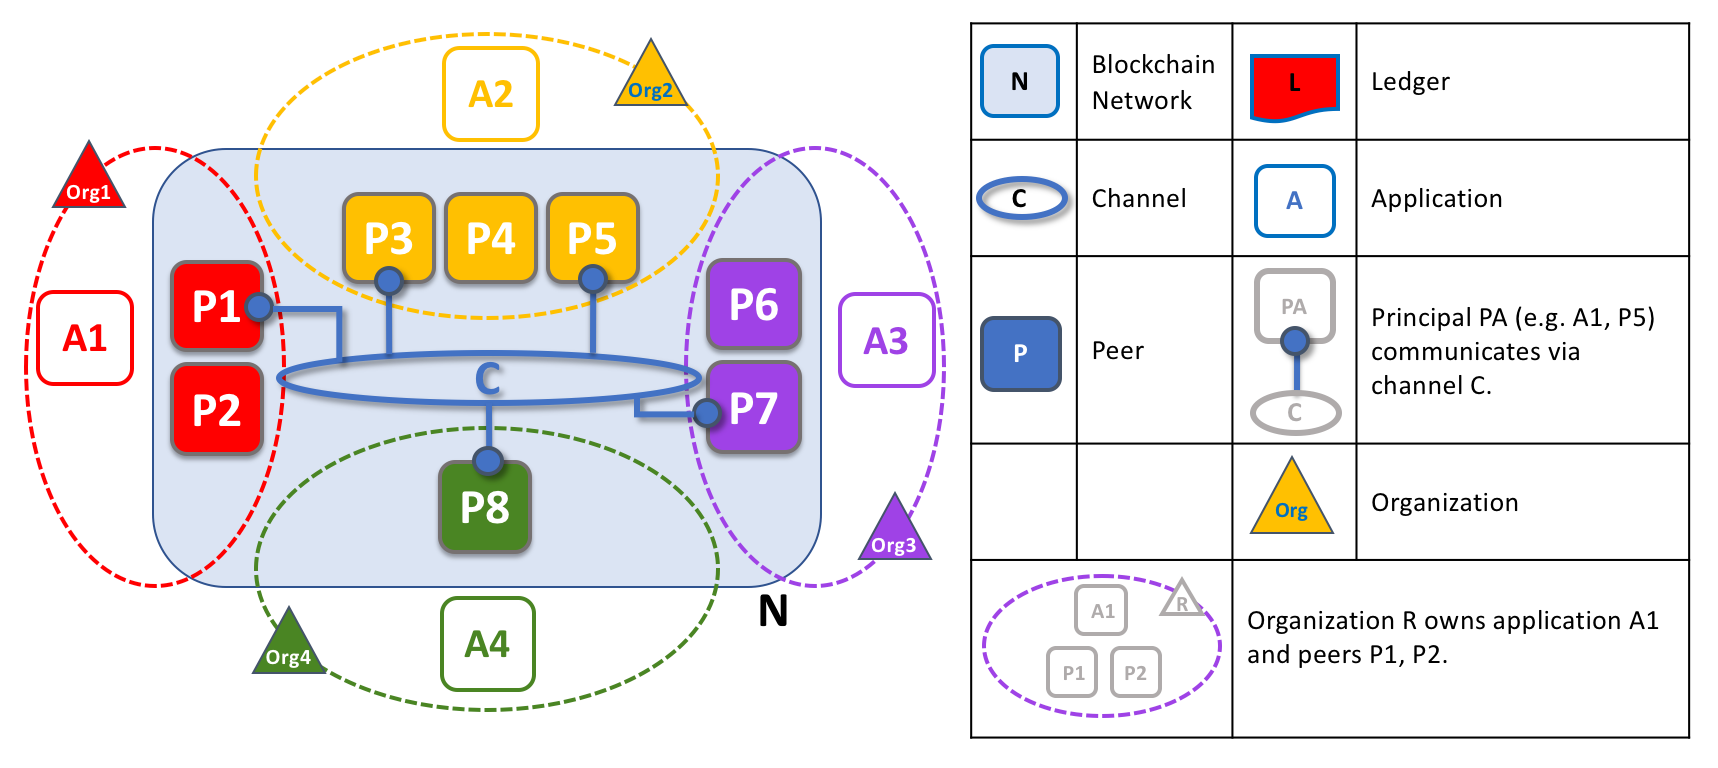 A2
Org2
Org1
P3
P4
P5
P1
P6
A1
A3
C
P2
P7
P8
Org3
N
A4
Org4
N
Blockchain
Network
L
Ledger
C
Channel
A
Application
P
Peer
PA
C
Principal PA (e.g. A1, P5)
communicates via
channel C.
Org
Organization
A1
R
P1
P2
Organization R owns application A1
and peers P1, P2.